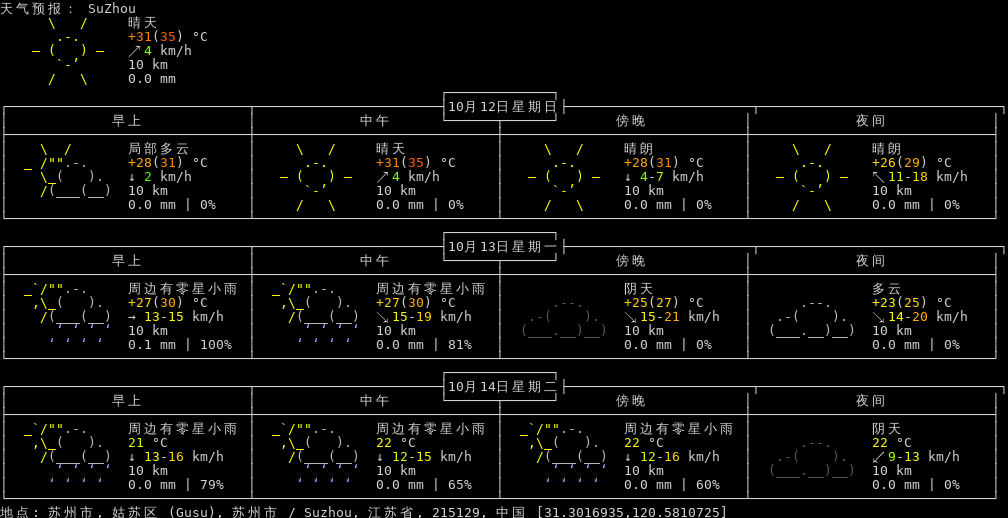 天气预报: SuZhou
晴天
+31(35) °C
↗ 4 km/h
10 km
0.0 mm
10月12日星期日
早上 中午 傍晚 夜间
局部多云 晴天 晴朗 晴朗
+28(31) °C +31(35) °C +28(31) °C +26(29) °C
↓ 2 km/h ↗ 4 km/h ↓ 4-7 km/h ↖ 11-18 km/h
10 km 10 km 10 km 10 km
0.0 mm | 0% 0.0 mm | 0% 0.0 mm | 0% 0.0 mm | 0%
10月13日星期一
早上 中午 傍晚 夜间
周边有零星小雨 周边有零星小雨 阴天 多云
+27(30) °C +27(30) °C +25(27) °C +23(25) °C
→ 13-15 km/h ↘ 15-19 km/h ↘ 15-21 km/h ↘ 14-20 km/h
10 km 10 km 10 km 10 km
0.1 mm | 100% 0.0 mm | 81% 0.0 mm | 0% 0.0 mm | 0%
10月14日星期二
早上 中午 傍晚 夜间
周边有零星小雨 周边有零星小雨 周边有零星小雨 阴天
21 °C 22 °C 22 °C 22 °C
↓ 13-16 km/h ↓ 12-15 km/h ↓ 12-16 km/h ↙ 9-13 km/h
10 km 10 km 10 km 10 km
0.0 mm | 79% 0.0 mm | 65% 0.0 mm | 60% 0.0 mm | 0%
地点: 苏州市, 姑苏区 (Gusu), 苏州市 / Suzhou, 江苏省, 215129, 中国 [31.3016935,120.5810725]